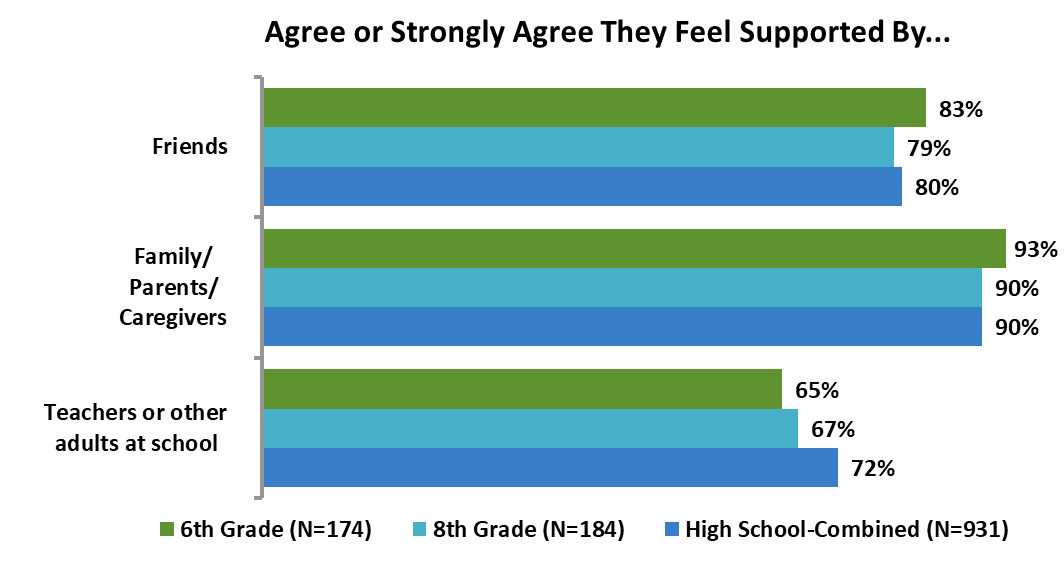 Agree or Strongly Agree They Feel Supported By...
Friends
83%
79%
80%
Family/
Parents/
Caregivers
93%
90%
90%
Teachers or other
adults at school
65%
67%
72%
6th Grade (N=174) 8th Grade (N=184) High School-Combined (N=931)